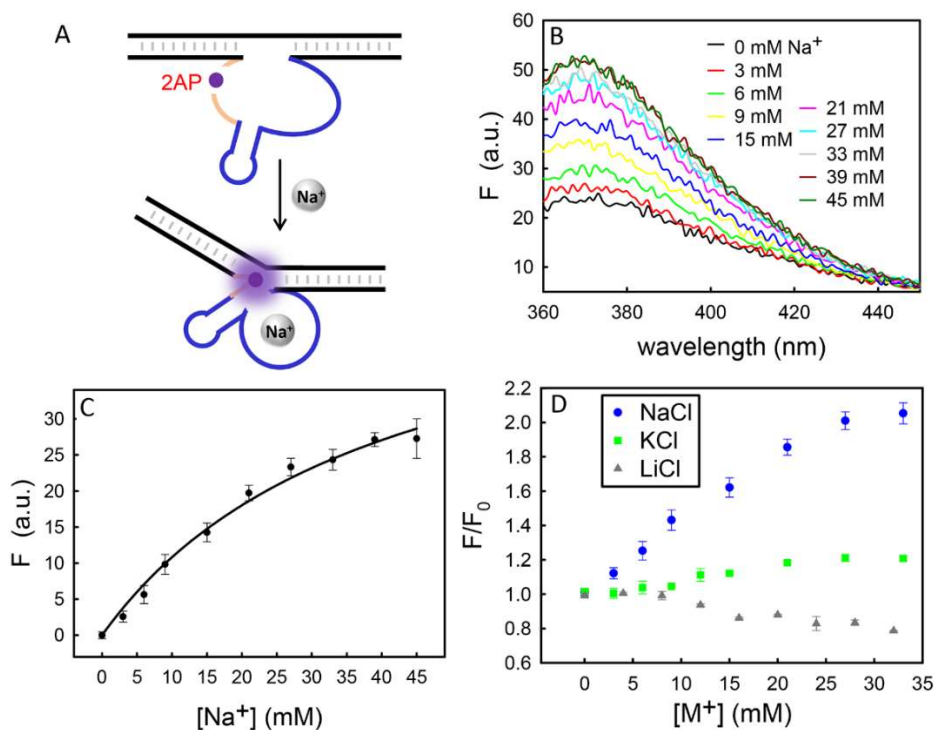 A
2AP
Na+
Na+
B
F (a.u.)
50
40
30
20
10
360 380 400 420 440
wavelength (nm)
0 mM Na+
3 mM
6 mM
9 mM
15 mM
21 mM
27 mM
33 mM
39 mM
45 mM
C
F (a.u.)
30
25
20
15
10
5
0
0 5 10 15 20 25 30 35 40 45
[Na+] (mM)
D
NaCl
KCl
LiCl
F/F0
2.2
2.0
1.8
1.6
1.4
1.2
1.0
0.8
0.6
0 5 10 15 20 25 30 35
[M+] (mM)